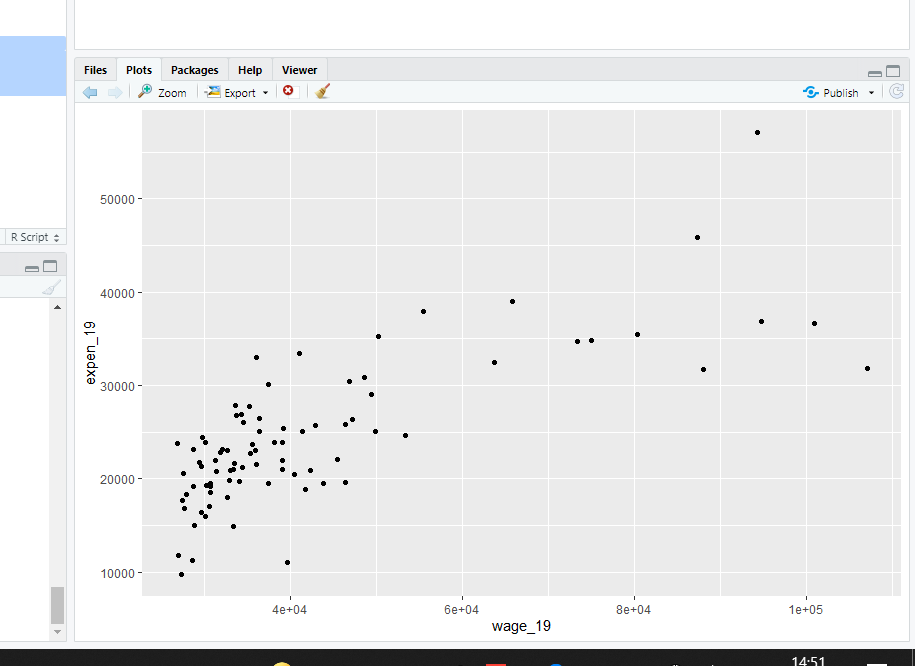 Files Plots Packages Help Viewer
Zoom Export Publish
50000
40000
30000
20000
10000
expen_19
4e+04 6e+04 8e+04 1e+05
wage_19
R Script
14:51